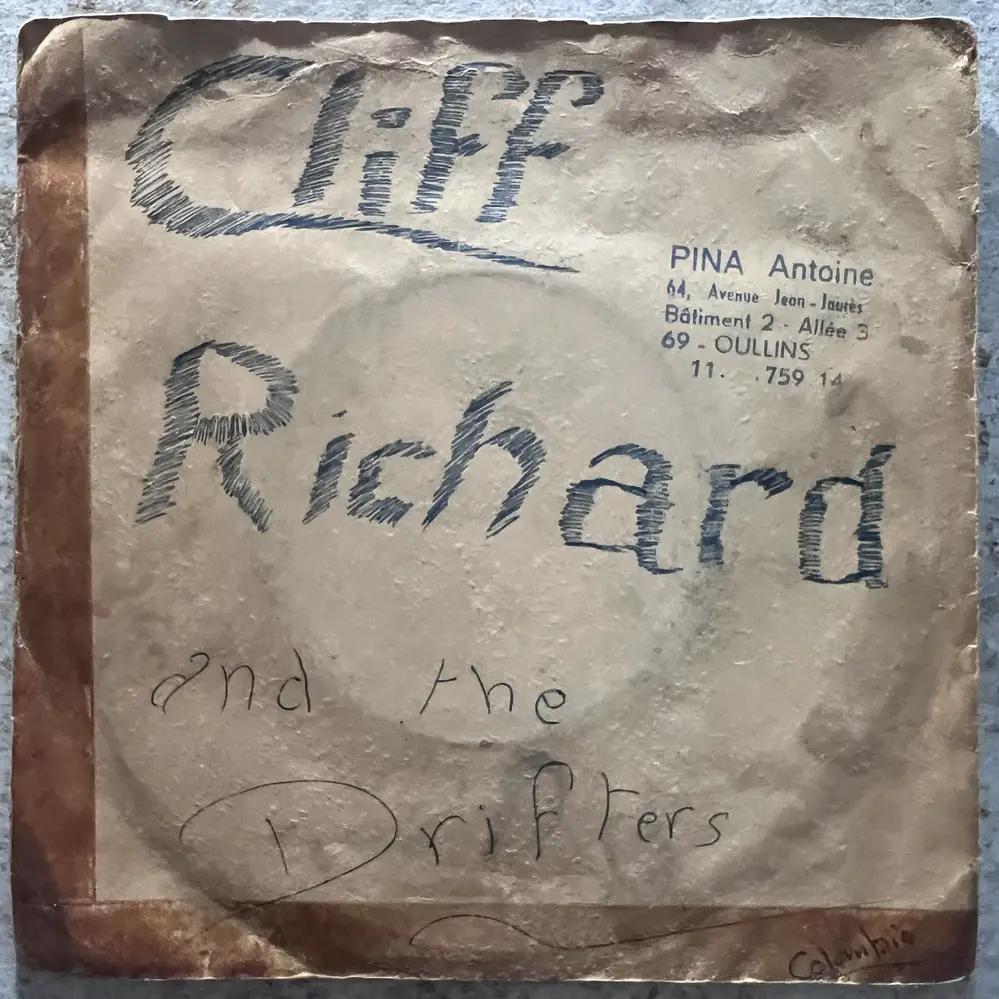 Cliff
PINA Antoine
64, Avenue Jean-Jaurès
Bâtiment 2 - Allée 3
69 - OULLINS
11. .759 14
Richard
and the
Drifters
Columbia